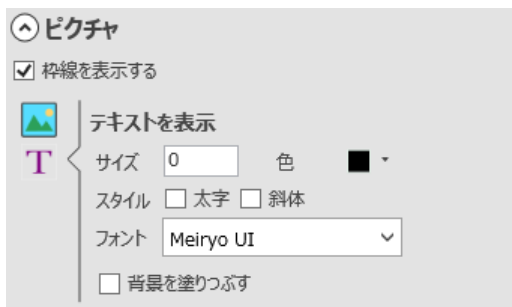 ピクチャ
枠線を表示する
テキストを表示
T
サイズ 0 色
スタイル 太字 斜体
フォント Meiryo UI
背景を塗りつぶす